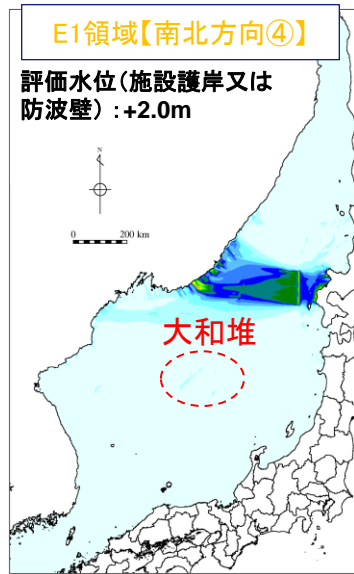 E1領域【南北方向④】
評価水位(施設護岸又は
防波壁):+2.0m
N
0 200 km
大和堆